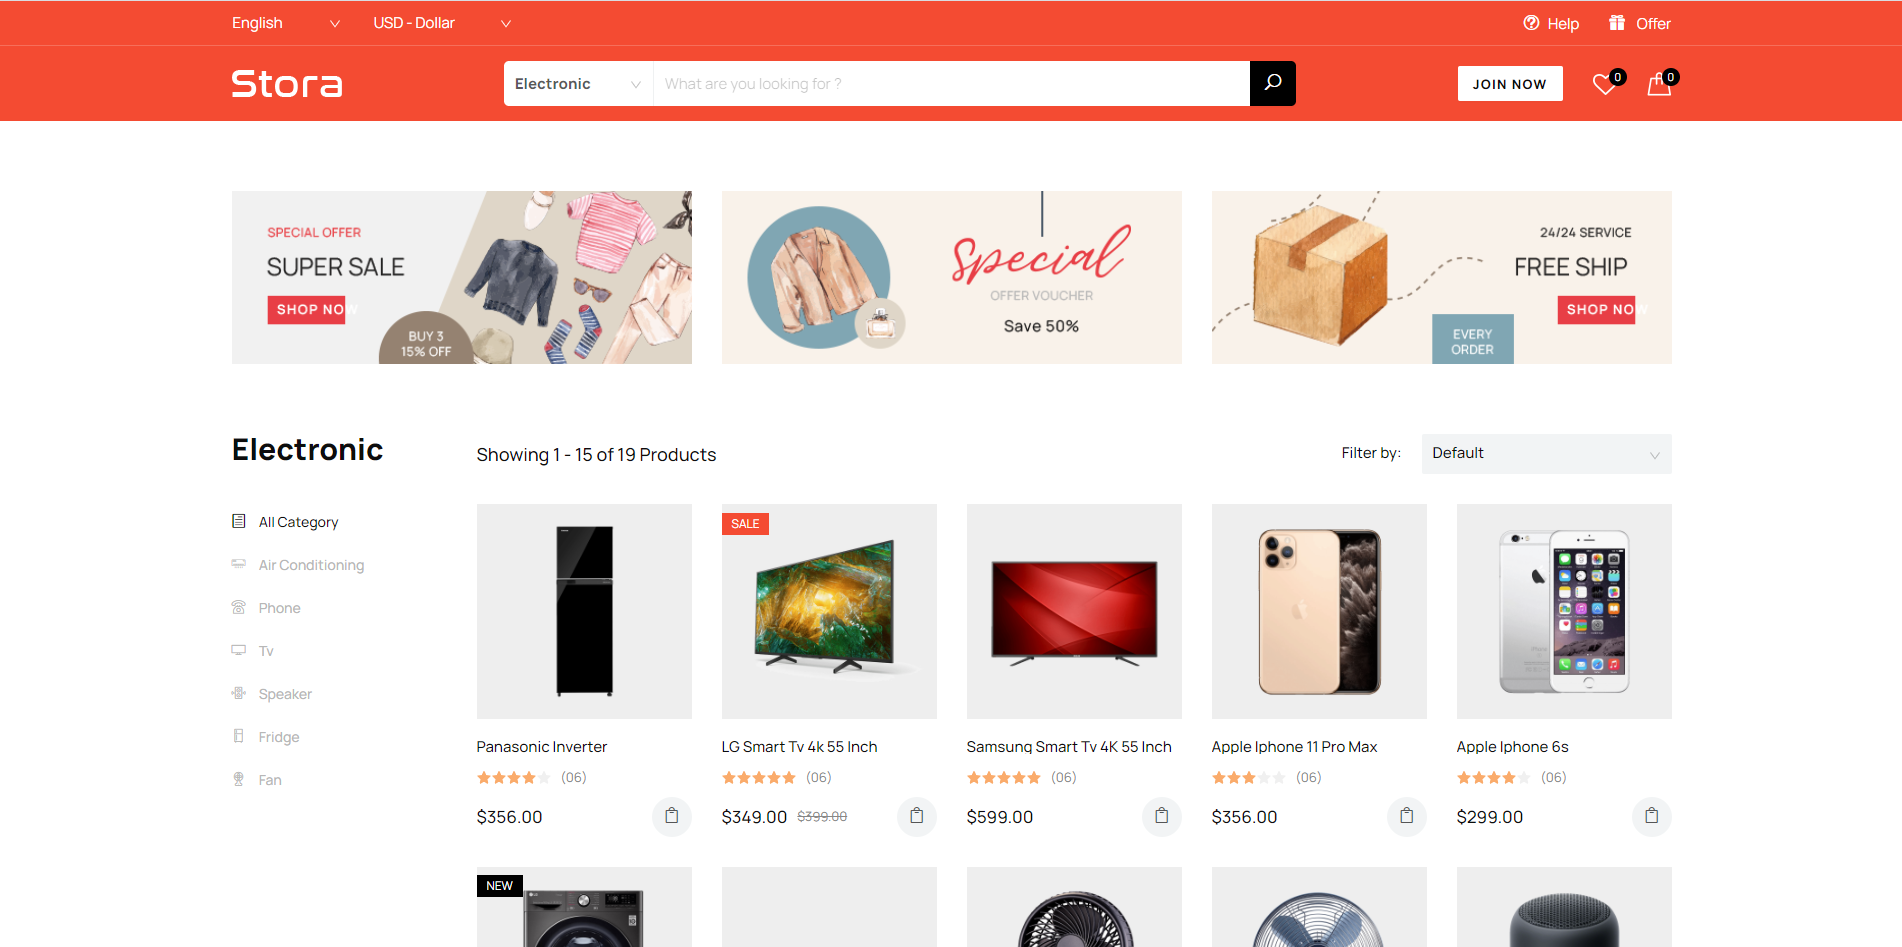 English
USD - Dollar
Help
Offer
Stora
Electronic
What are you looking for ?
JOIN NOW
0
0
SPECIAL OFFER
SUPER SALE
SHOP NOW
BUY 3
15% OFF
Special
OFFER VOUCHER
Save 50%
24/24 SERVICE
FREE SHIP
SHOP NOW
EVERY
ORDER
Electronic
Showing 1 - 15 of 19 Products
Filter by:
Default
All Category
Air Conditioning
Phone
Tv
Speaker
Fridge
Fan
SALE
Panasonic Inverter
LG Smart Tv 4k 55 Inch
Samsung Smart Tv 4K 55 Inch
Apple Iphone 11 Pro Max
Apple Iphone 6s
(06)
(06)
(06)
(06)
(06)
$356.00
$349.00 $399.00
$599.00
$356.00
$299.00
NEW
LG